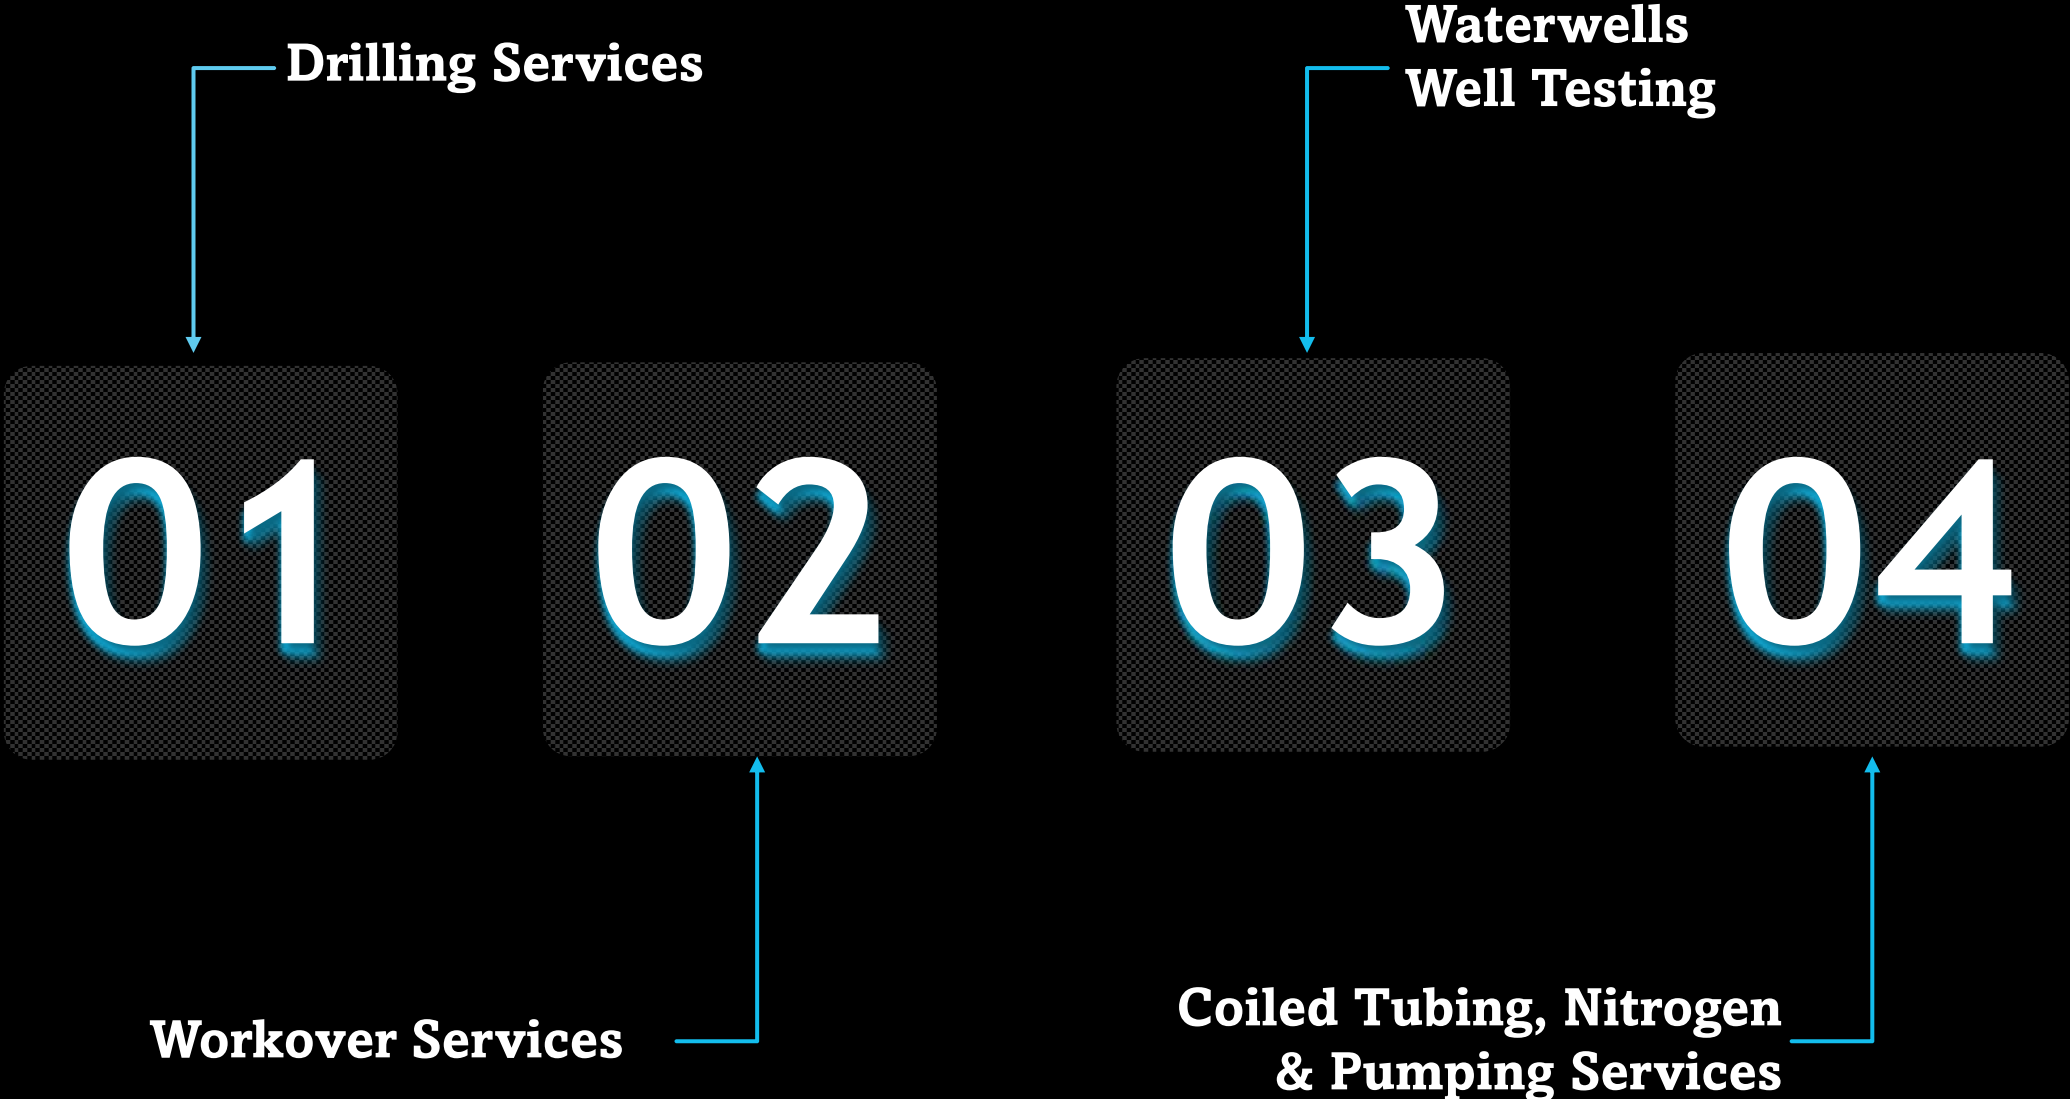 Drilling Services
Waterwells
Well Testing
01
02
03
04
Workover Services
Coiled Tubing, Nitrogen
& Pumping Services